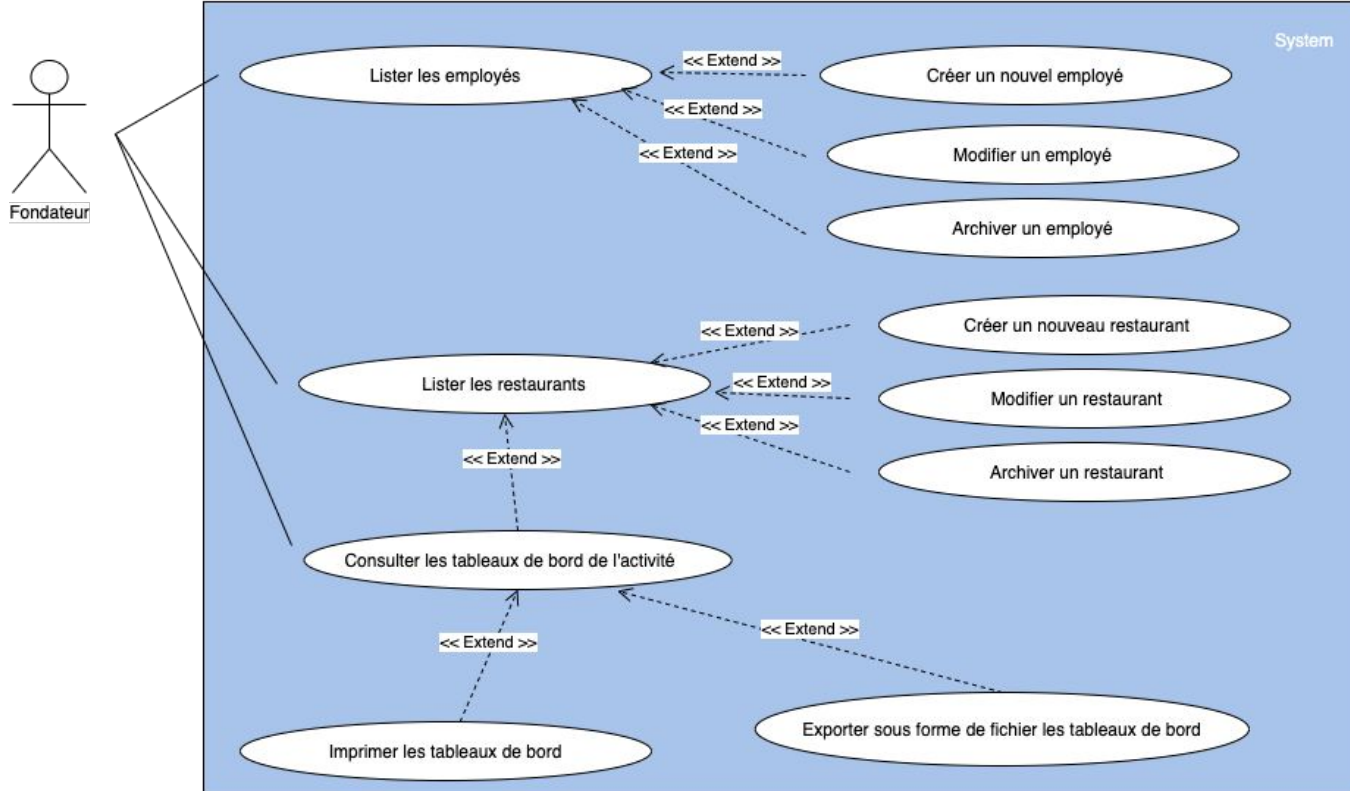 System
Fondateur
Lister les employés
<< Extend >>
Créer un nouvel employé
<< Extend >>
Modifier un employé
<< Extend >>
Archiver un employé
<< Extend >>
Créer un nouveau restaurant
Lister les restaurants
<< Extend >>
Modifier un restaurant
<< Extend >>
Archiver un restaurant
<< Extend >>
Consulter les tableaux de bord de l'activité
<< Extend >>
<< Extend >>
Imprimer les tableaux de bord
Exporter sous forme de fichier les tableaux de bord